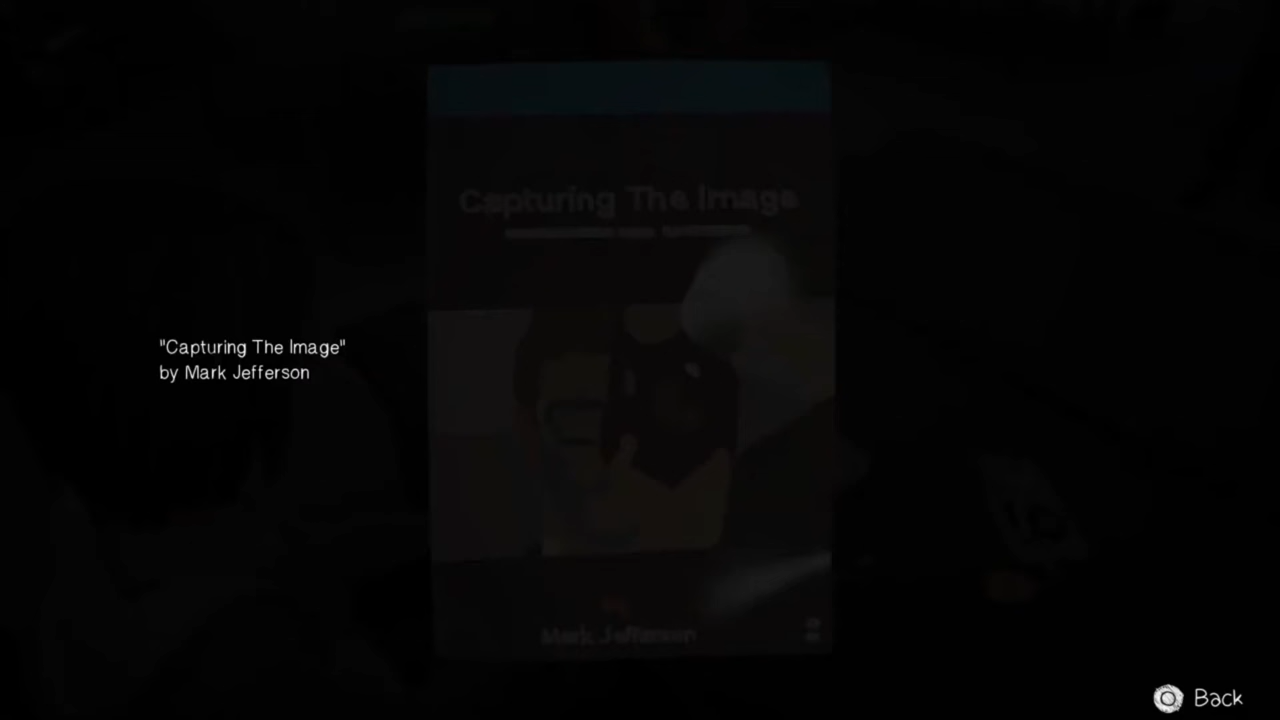 Capturing The Image
"Capturing The Image"
by Mark Jefferson
Mark Jefferson
Back